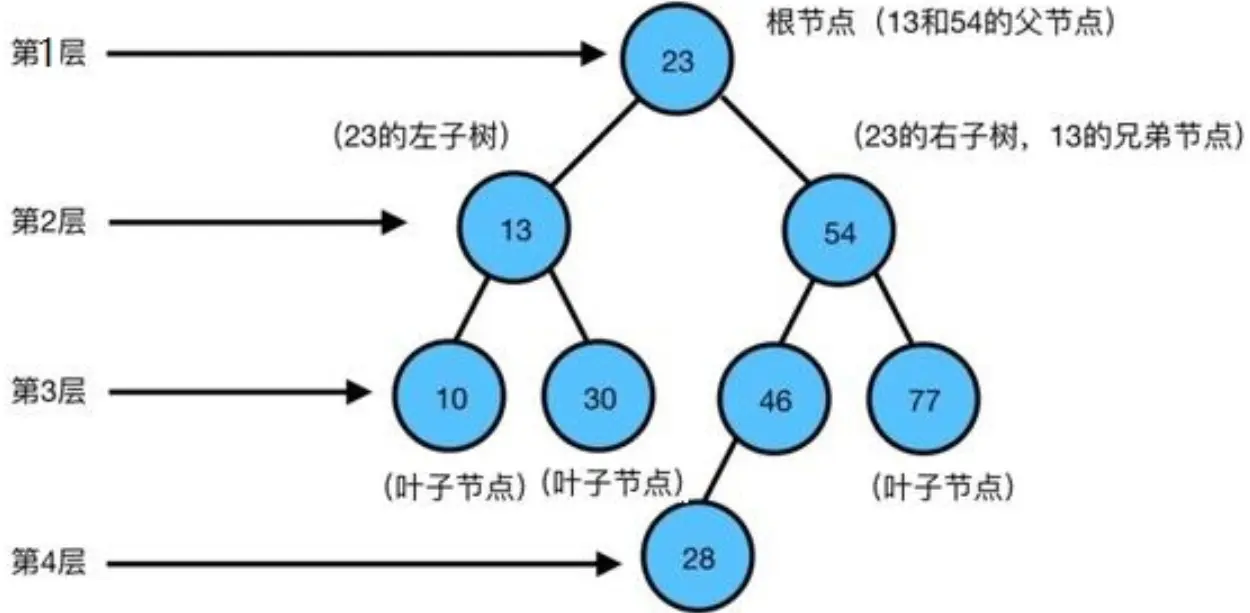 根节点（13和54的父节点）
第1层
23
（23的左子树）
（23的右子树，13的兄弟节点）
第2层
13
54
第3层
10
30
46
77
（叶子节点）
（叶子节点）
（叶子节点）
第4层
28